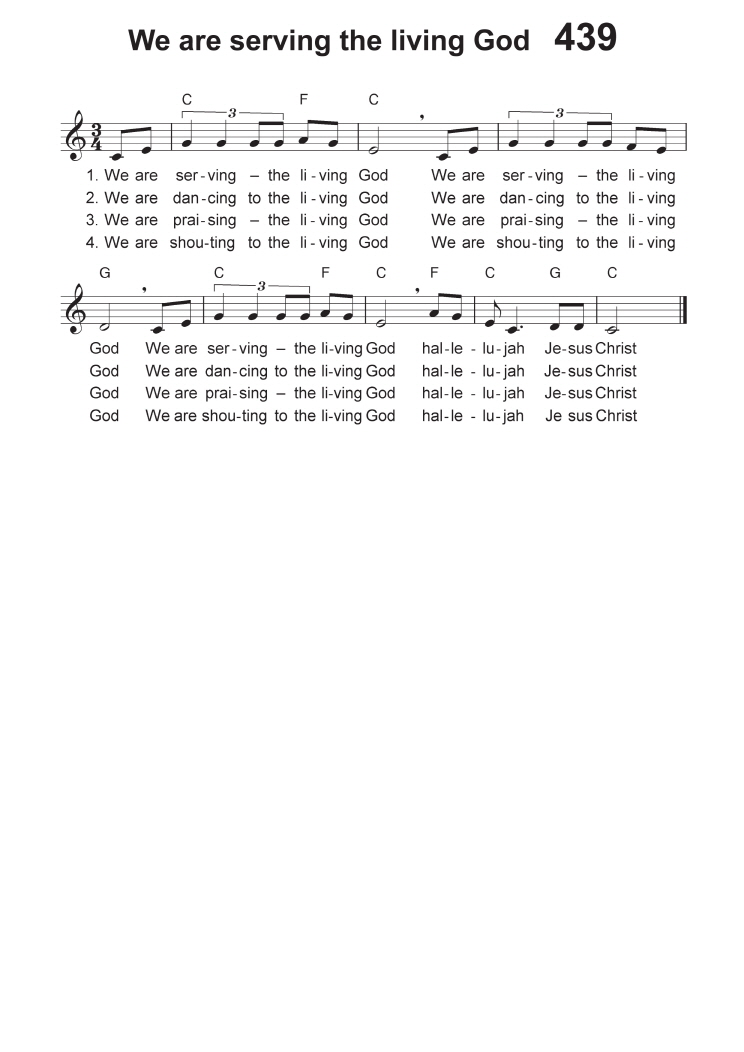 We are serving the living God 439
C F C
3 3
3
4
1. We are ser-ving – the li-ving God We are ser-ving – the li-ving
2. We are dan-cing to the li-ving God We are dan-cing to the li-ving
3. We are prai-sing – the li-ving God We are prai-sing – the li-ving
4. We are shou-ting to the li-ving God We are shou-ting to the li-ving
G C F C F C G C
3
God We are ser-ving – the li-ving God hal-le-lu-jah Je-sus Christ
God We are dan-cing to the li-ving God hal-le-lu-jah Je-sus Christ
God We are prai-sing – the li-ving God hal-le-lu-jah Je-sus Christ
God We are shou-ting to the li-ving God hal-le-lu-jah Je sus Christ